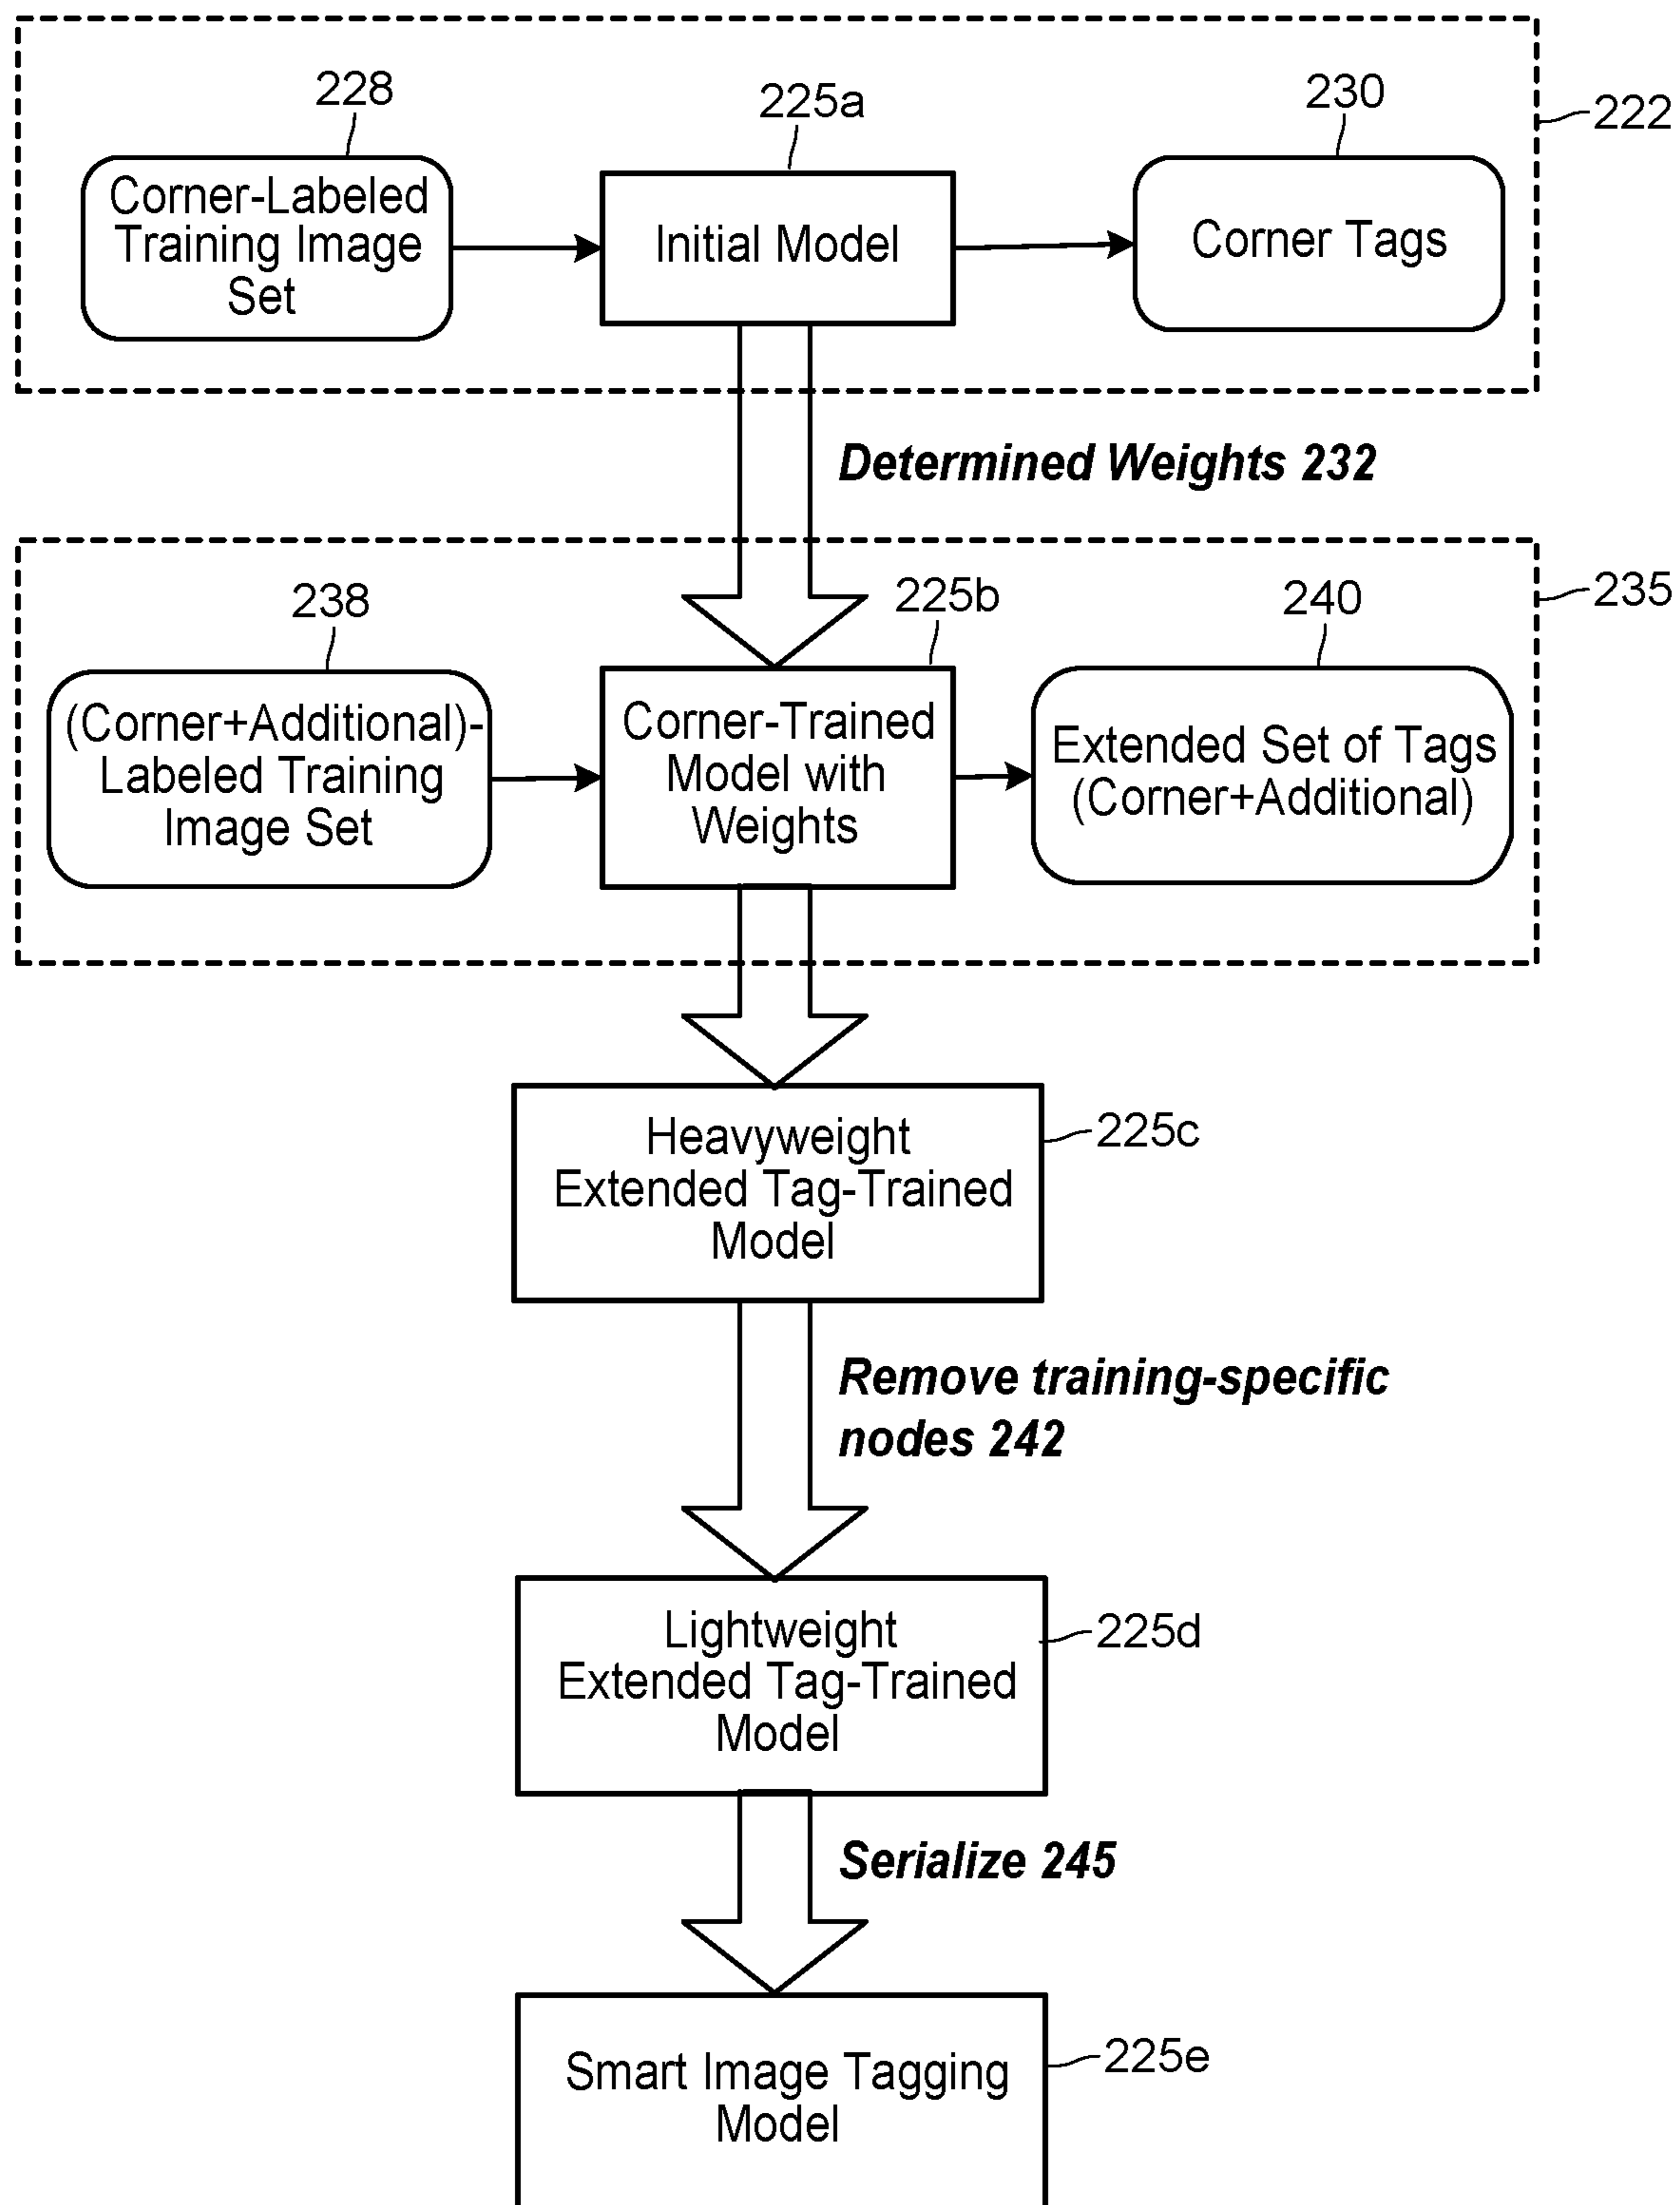 228
225a
230
222
Corner-Labeled
Training Image
Set
Initial Model
Corner Tags
Determined Weights 232
238
225b
240
235
(Corner+Additional)-
Labeled Training
Image Set
Corner-Trained
Model with
Weights
Extended Set of Tags
(Corner+Additional)
Heavyweight
Extended Tag-Trained
Model
225c
Remove training-specific
nodes 242
Lightweight
Extended Tag-Trained
Model
225d
Serialize 245
Smart Image Tagging
Model
225e